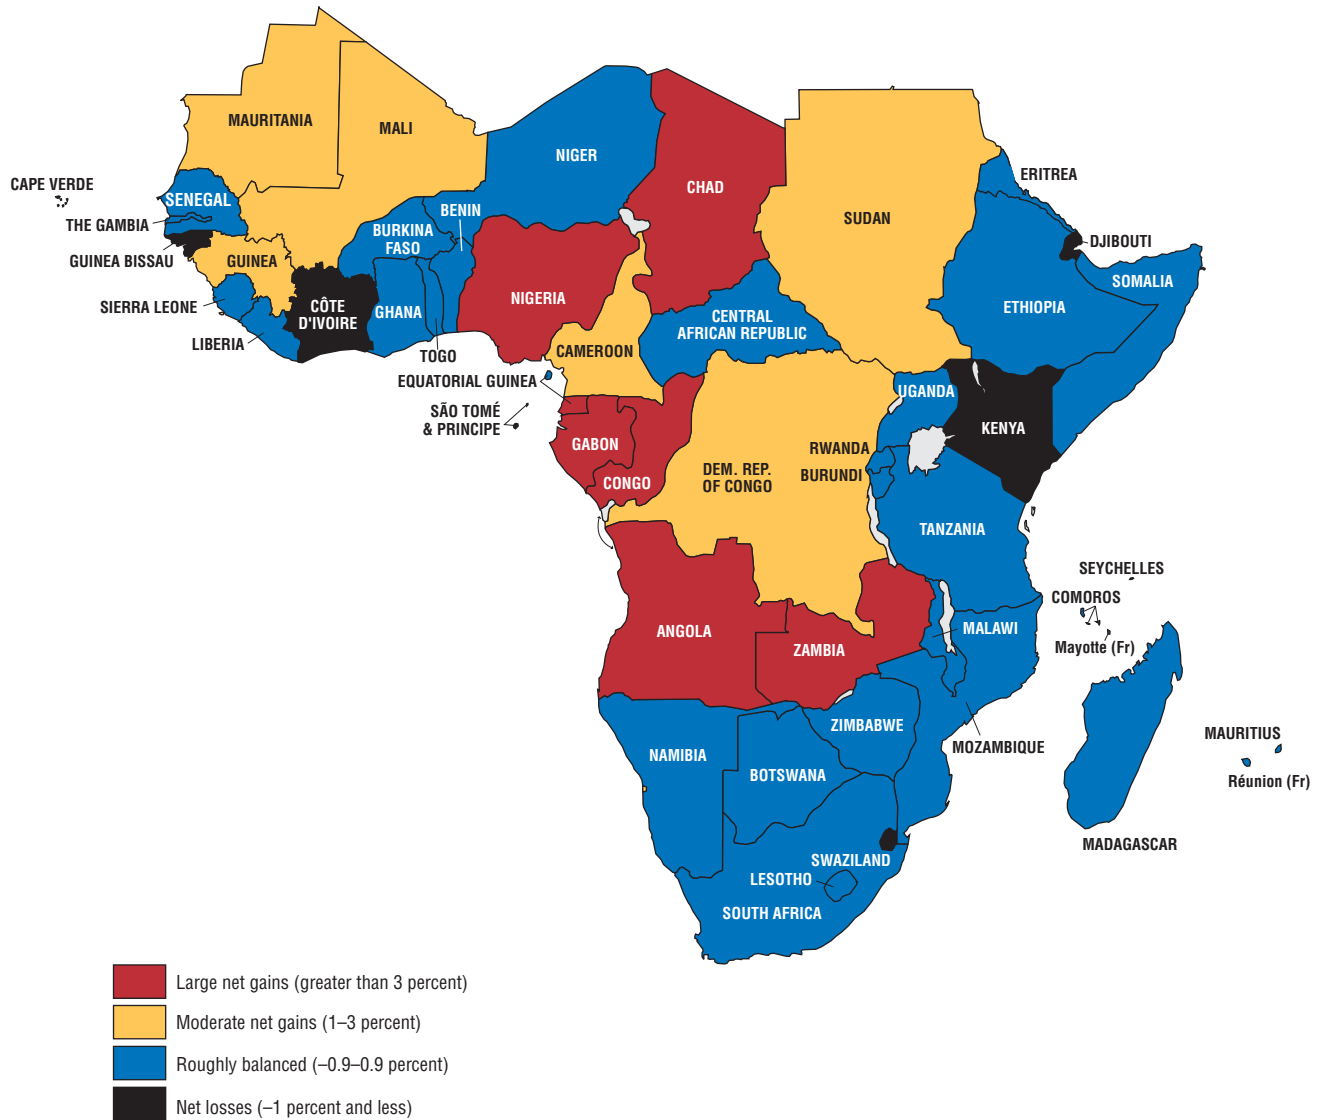 MAURITANIA
MALI
NIGER
CHAD
SUDAN
ERITREA
CAPE VERDE
SENEGAL
THE GAMBIA
GUINEA BISSAU
GUINEA
SIERRA LEONE
LIBERIA
CÔTE
D'IVOIRE
BURKINA
FASO
GHANA
BENIN
TOGO
NIGERIA
CAMEROON
EQUATORIAL GUINEA
SÃO TOMÉ
& PRINCIPE
CENTRAL
AFRICAN REPUBLIC
DJIBOUTI
SOMALIA
ETHIOPIA
UGANDA
KENYA
GABON
CONGO
DEM. REP.
OF CONGO
RWANDA
BURUNDI
TANZANIA
SEYCHELLES
COMOROS
Mayotte (Fr)
ANGOLA
ZAMBIA
MALAWI
MOZAMBIQUE
ZIMBABWE
NAMIBIA
BOTSWANA
MAURITIUS
Réunion (Fr)
MADAGASCAR
SWAZILAND
LESOTHO
SOUTH AFRICA
Large net gains (greater than 3 percent)
Moderate net gains (1–3 percent)
Roughly balanced (–0.9–0.9 percent)
Net losses (–1 percent and less)